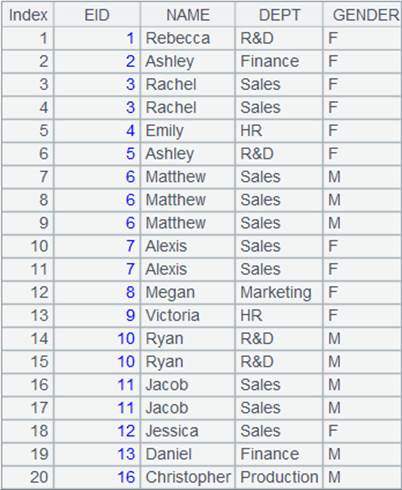 Index EID NAME DEPT GENDER
1 1 Rebecca R&D F
2 2 Ashley Finance F
3 3 Rachel Sales F
4 3 Rachel Sales F
5 4 Emily HR F
6 5 Ashley R&D F
7 6 Matthew Sales M
8 6 Matthew Sales M
9 6 Matthew Sales M
10 7 Alexis Sales F
11 7 Alexis Sales F
12 8 Megan Marketing F
13 9 Victoria HR F
14 10 Ryan R&D M
15 10 Ryan R&D M
16 11 Jacob Sales M
17 11 Jacob Sales M
18 12 Jessica Sales F
19 13 Daniel Finance M
20 16 Christopher Production M